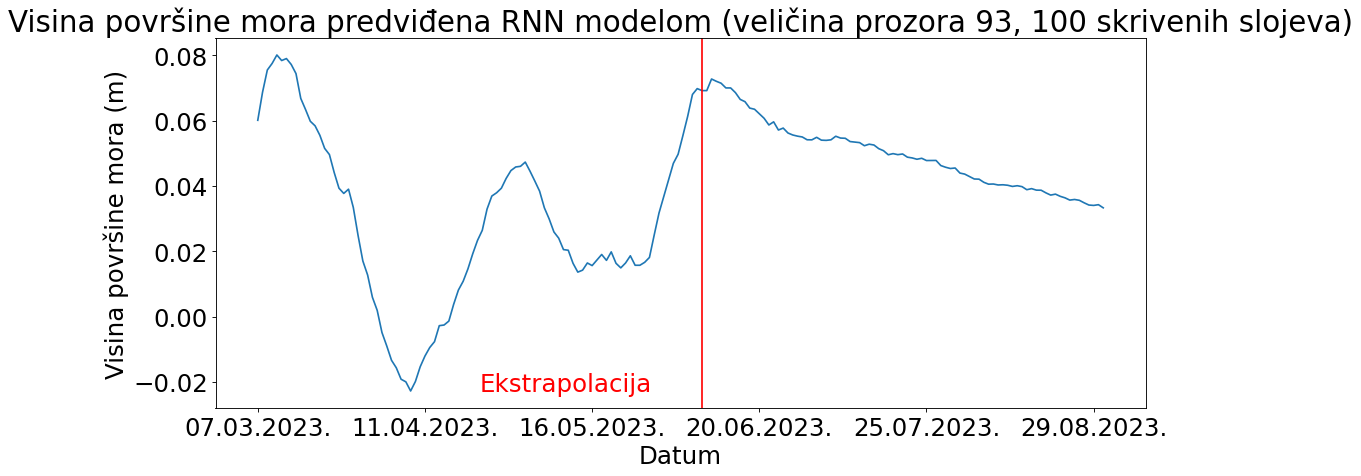 Visina površine mora predviđena RNN modelom (veličina prozora 93, 100 skrivenih slojeva)
Visina površine mora (m)
0.08
0.06
0.04
0.02
0.00
−0.02
Ekstrapolacija
07.03.2023. 11.04.2023. 16.05.2023. 20.06.2023. 25.07.2023. 29.08.2023.
Datum